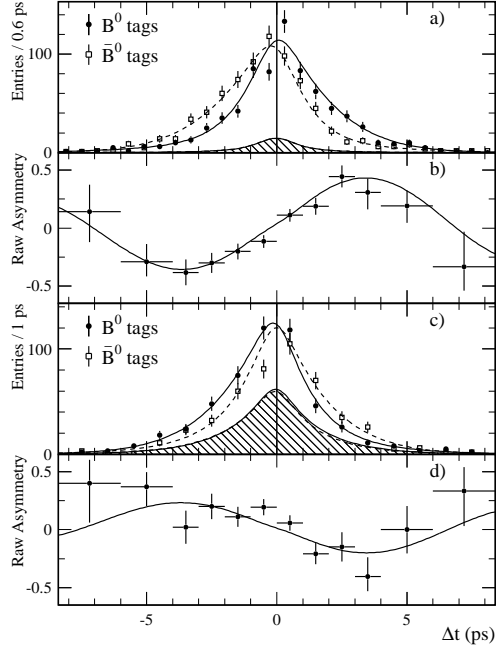 Entries / 0.6 ps
B⁰ tags
B̄⁰ tags
a)
100
0
Raw Asymmetry
b)
0.5
0
-0.5
Entries / 1 ps
B⁰ tags
B̄⁰ tags
c)
100
0
Raw Asymmetry
d)
0.5
0
-0.5
-5 0 5
Δt (ps)